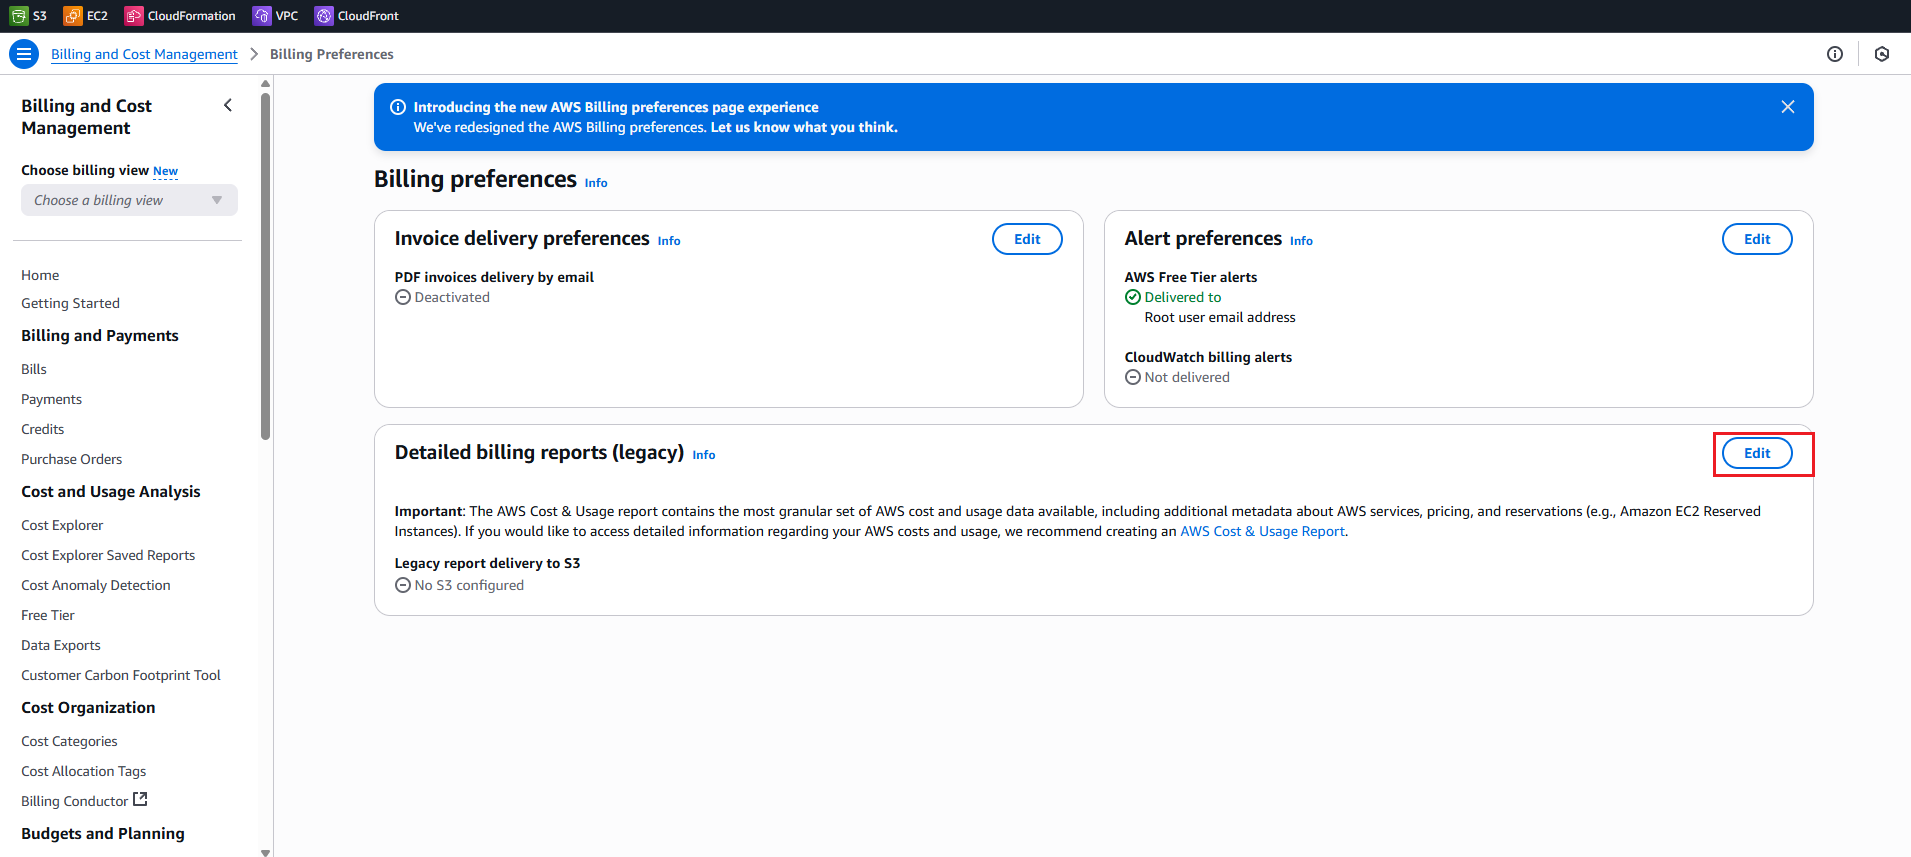 S3 EC2 CloudFormation VPC CloudFront
Billing and Cost Management Billing Preferences
Billing and Cost
Management
Choose billing view New
Choose a billing view
Home
Getting Started
Billing and Payments
Bills
Payments
Credits
Purchase Orders
Cost and Usage Analysis
Cost Explorer
Cost Explorer Saved Reports
Cost Anomaly Detection
Free Tier
Data Exports
Customer Carbon Footprint Tool
Cost Organization
Cost Categories
Cost Allocation Tags
Billing Conductor
Budgets and Planning
Introducing the new AWS Billing preferences page experience
We've redesigned the AWS Billing preferences. Let us know what you think.
Billing preferences Info
Invoice delivery preferences Info Edit
PDF invoices delivery by email
Deactivated
Alert preferences Info Edit
AWS Free Tier alerts
Delivered to
Root user email address
CloudWatch billing alerts
Not delivered
Detailed billing reports (legacy) Info Edit
Important: The AWS Cost & Usage report contains the most granular set of AWS cost and usage data available, including additional metadata about AWS services, pricing, and reservations (e.g., Amazon EC2 Reserved
Instances). If you would like to access detailed information regarding your AWS costs and usage, we recommend creating an AWS Cost & Usage Report.
Legacy report delivery to S3
No S3 configured